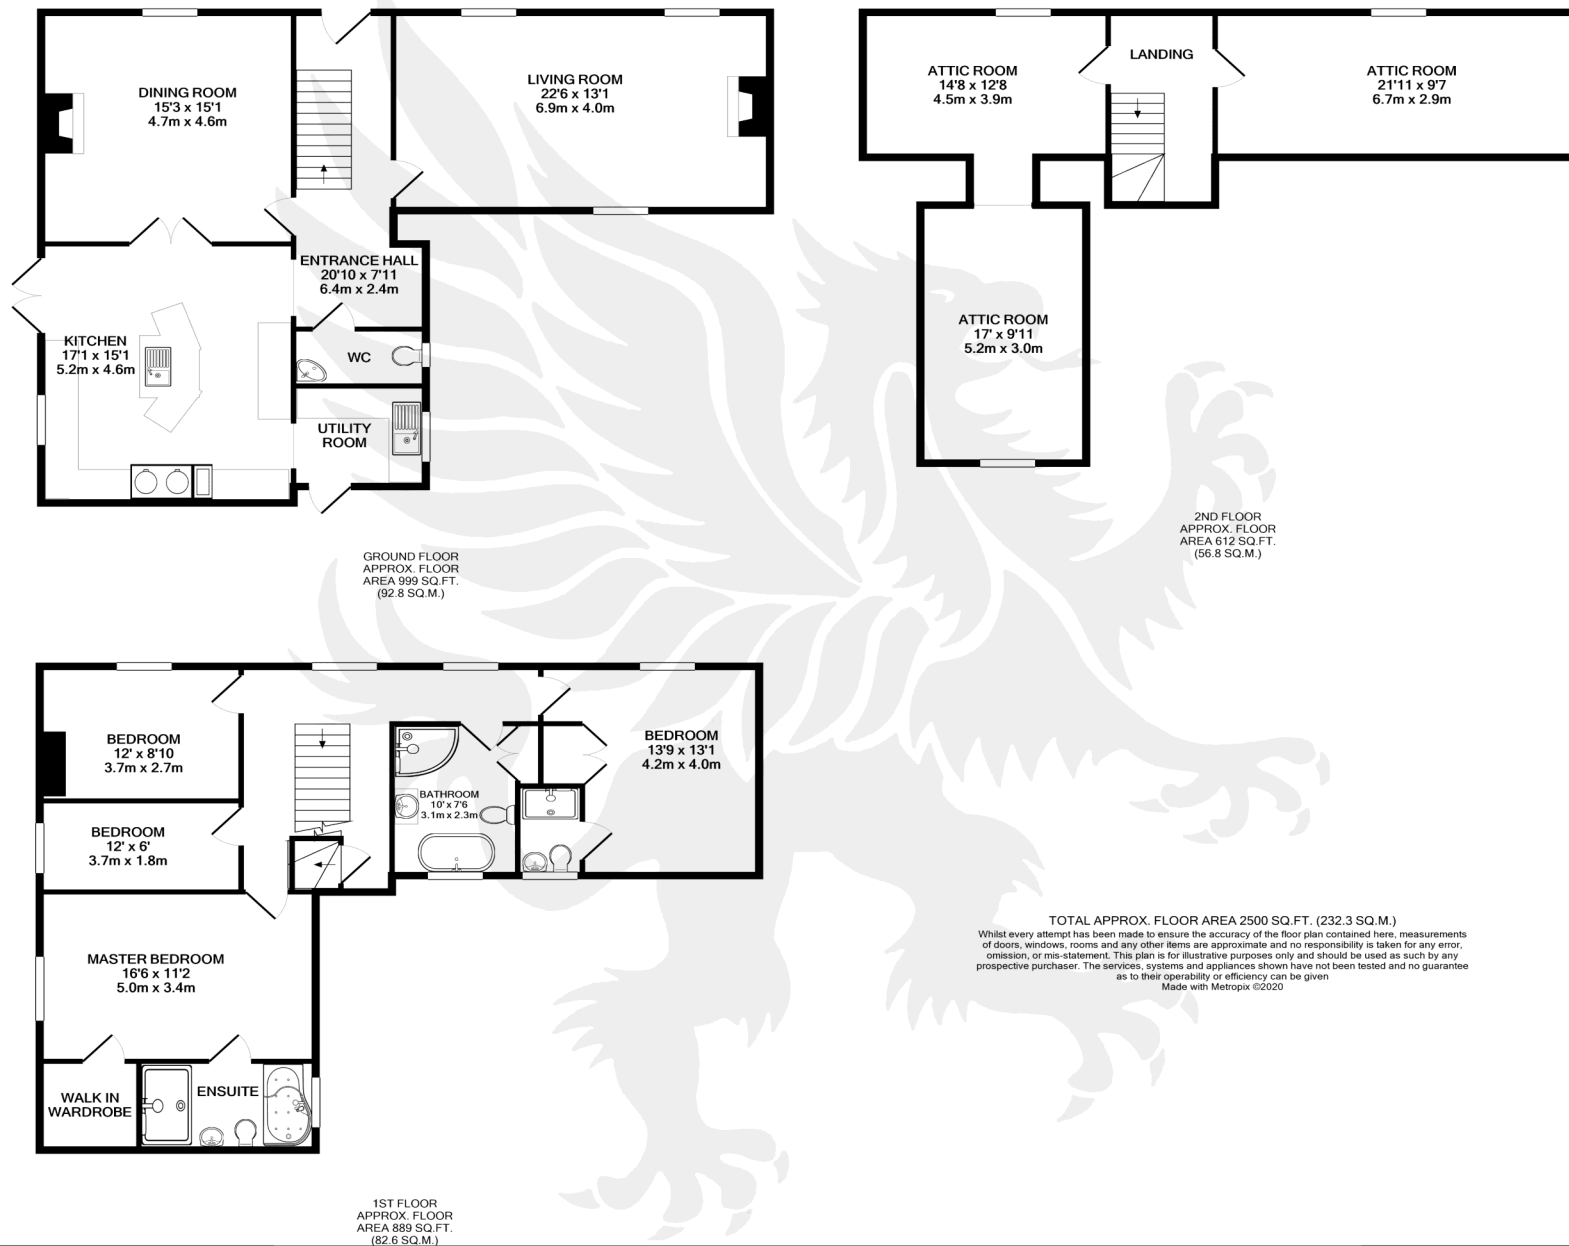 DINING ROOM
15'3 x 15'1
4.7m x 4.6m
LIVING ROOM
22'6 x 13'1
6.9m x 4.0m
ENTRANCE HALL
20'10 x 7'11
6.4m x 2.4m
KITCHEN
17'1 x 15'1
5.2m x 4.6m
WC
UTILITY
ROOM
GROUND FLOOR
APPROX. FLOOR
AREA 999 SQ.FT.
(92.8 SQ.M.)
ATTIC ROOM
14'8 x 12'8
4.5m x 3.9m
LANDING
ATTIC ROOM
21'11 x 9'7
6.7m x 2.9m
ATTIC ROOM
17' x 9'11
5.2m x 3.0m
2ND FLOOR
APPROX. FLOOR
AREA 612 SQ.FT.
(56.8 SQ.M.)
BEDROOM
12' x 8'10
3.7m x 2.7m
BEDROOM
12' x 6'
3.7m x 1.8m
BATHROOM
10' x 7'6
3.1m x 2.3m
BEDROOM
13'9 x 13'1
4.2m x 4.0m
MASTER BEDROOM
16'6 x 11'2
5.0m x 3.4m
WALK IN
WARDROBE
ENSUITE
1ST FLOOR
APPROX. FLOOR
AREA 889 SQ.FT.
(82.6 SQ.M.)
TOTAL APPROX. FLOOR AREA 2500 SQ.FT. (232.3 SQ.M.)
Whilst every attempt has been made to ensure the accuracy of the floor plan contained here, measurements
of doors, windows, rooms and any other items are approximate and no responsibility is taken for any error,
omission, or mis-statement. This plan is for illustrative purposes only and should be used as such by any
prospective purchaser. The services, systems and appliances shown have not been tested and no guarantee
as to their operability or efficiency can be given
Made with Metropix ©2020